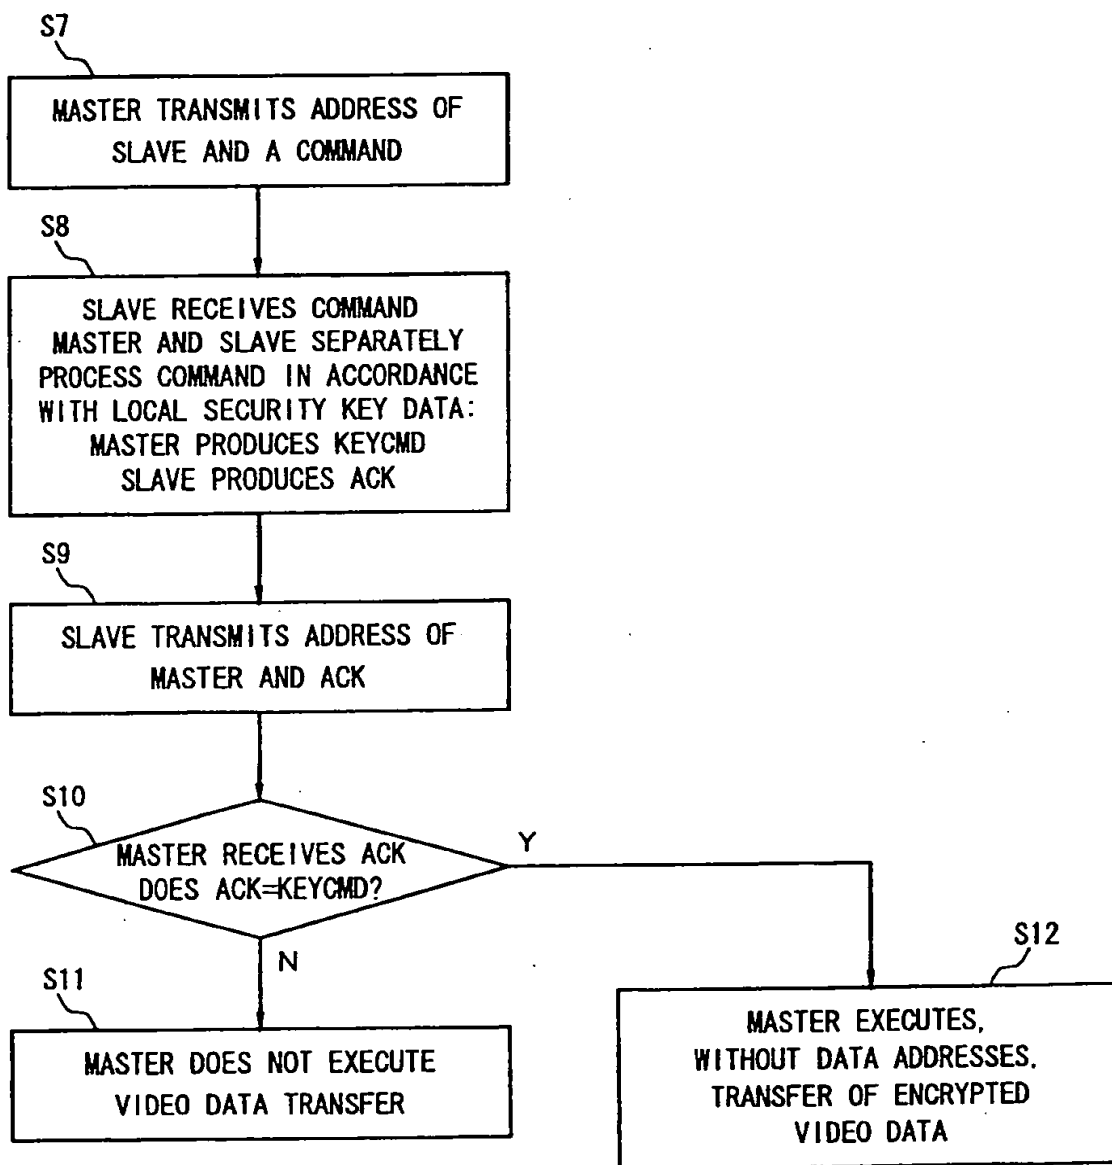 S7
MASTER TRANSMITS ADDRESS OF
SLAVE AND A COMMAND
S8
SLAVE RECEIVES COMMAND
MASTER AND SLAVE SEPARATELY
PROCESS COMMAND IN ACCORDANCE
WITH LOCAL SECURITY KEY DATA:
MASTER PRODUCES KEYCMD
SLAVE PRODUCES ACK
S9
SLAVE TRANSMITS ADDRESS OF
MASTER AND ACK
S10
MASTER RECEIVES ACK
DOES ACK=KEYCMD?
Y
N
S11
MASTER DOES NOT EXECUTE
VIDEO DATA TRANSFER
S12
MASTER EXECUTES,
WITHOUT DATA ADDRESSES,
TRANSFER OF ENCRYPTED
VIDEO DATA